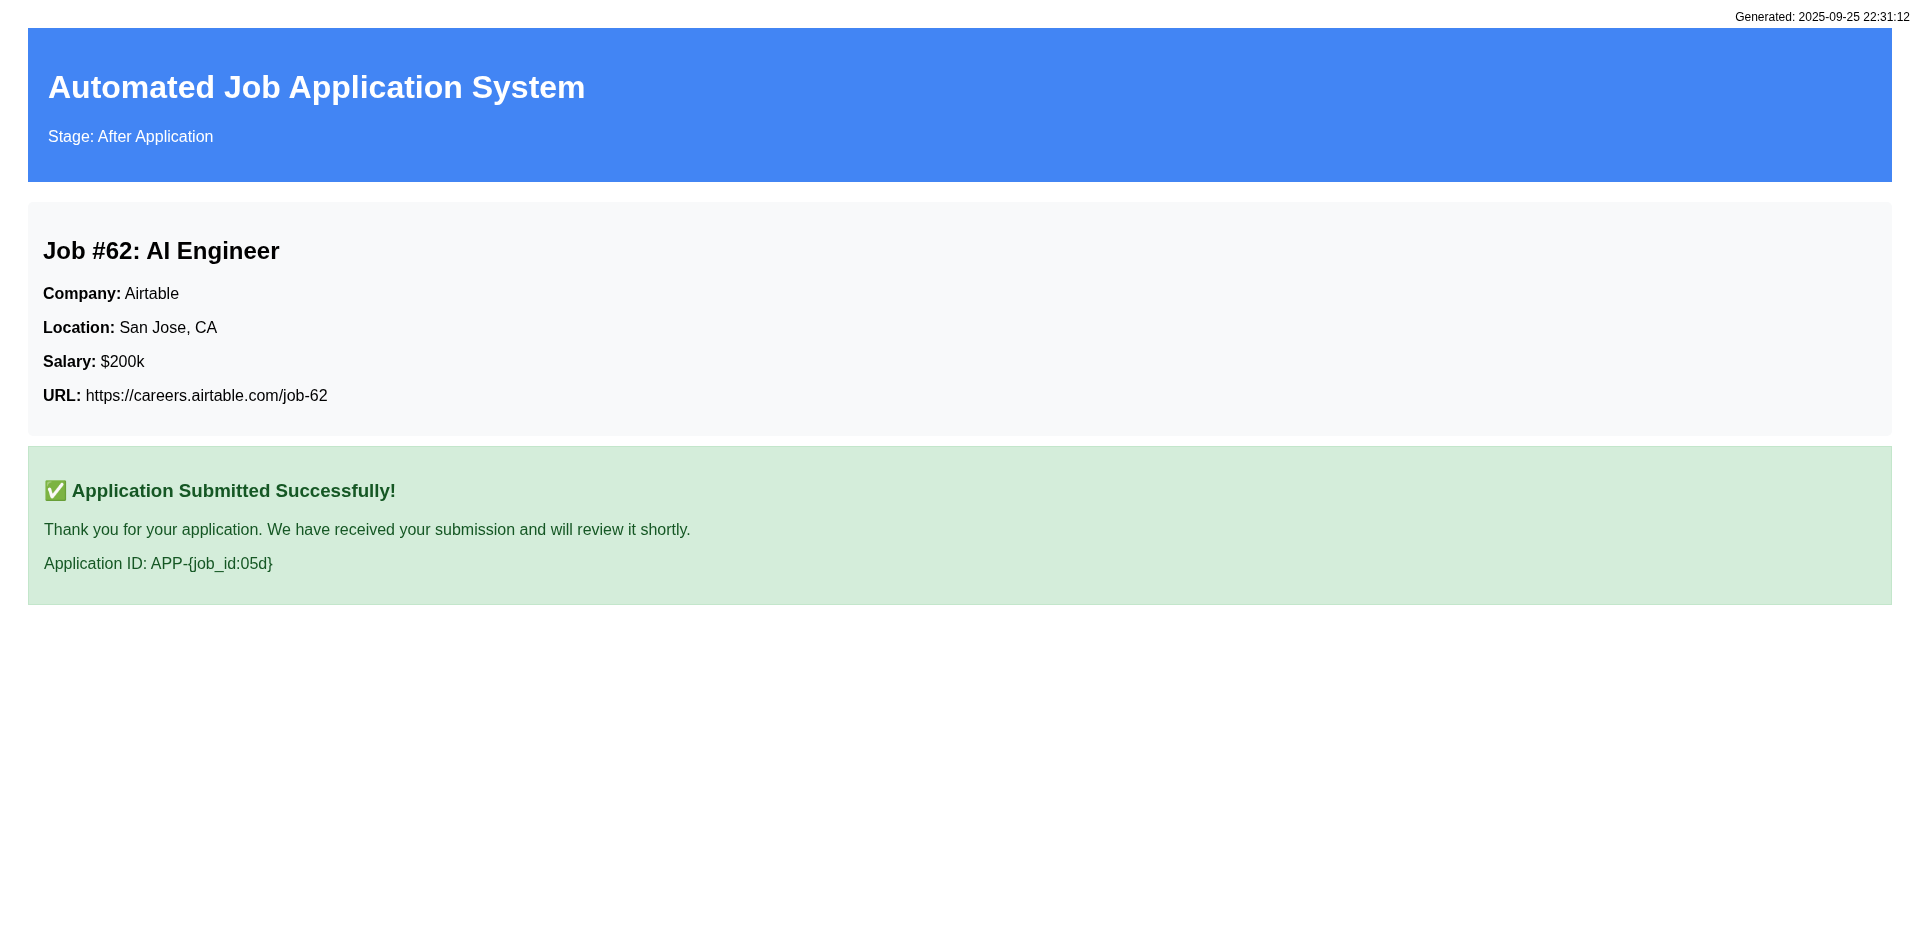 Generated: 2025-09-25 22:31:12
Automated Job Application System
Stage: After Application
Job #62: AI Engineer
Company: Airtable
Location: San Jose, CA
Salary: $200k
URL: https://careers.airtable.com/job-62
✅ Application Submitted Successfully!
Thank you for your application. We have received your submission and will review it shortly.
Application ID: APP-{job_id:05d}